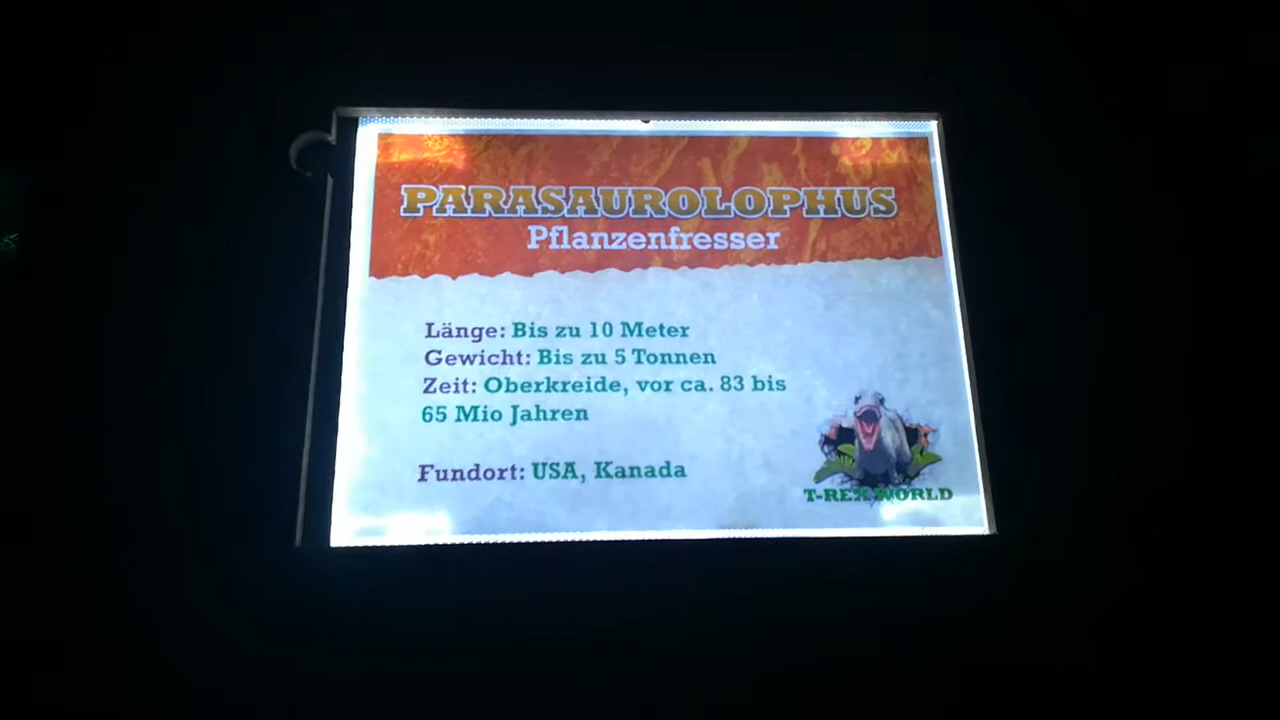 PARASAUROLOPHUS
Pflanzenfresser
Länge: Bis zu 10 Meter
Gewicht: Bis zu 5 Tonnen
Zeit: Oberkreide, vor ca. 83 bis
65 Mio Jahren
Fundort: USA, Kanada
T-REX WORLD